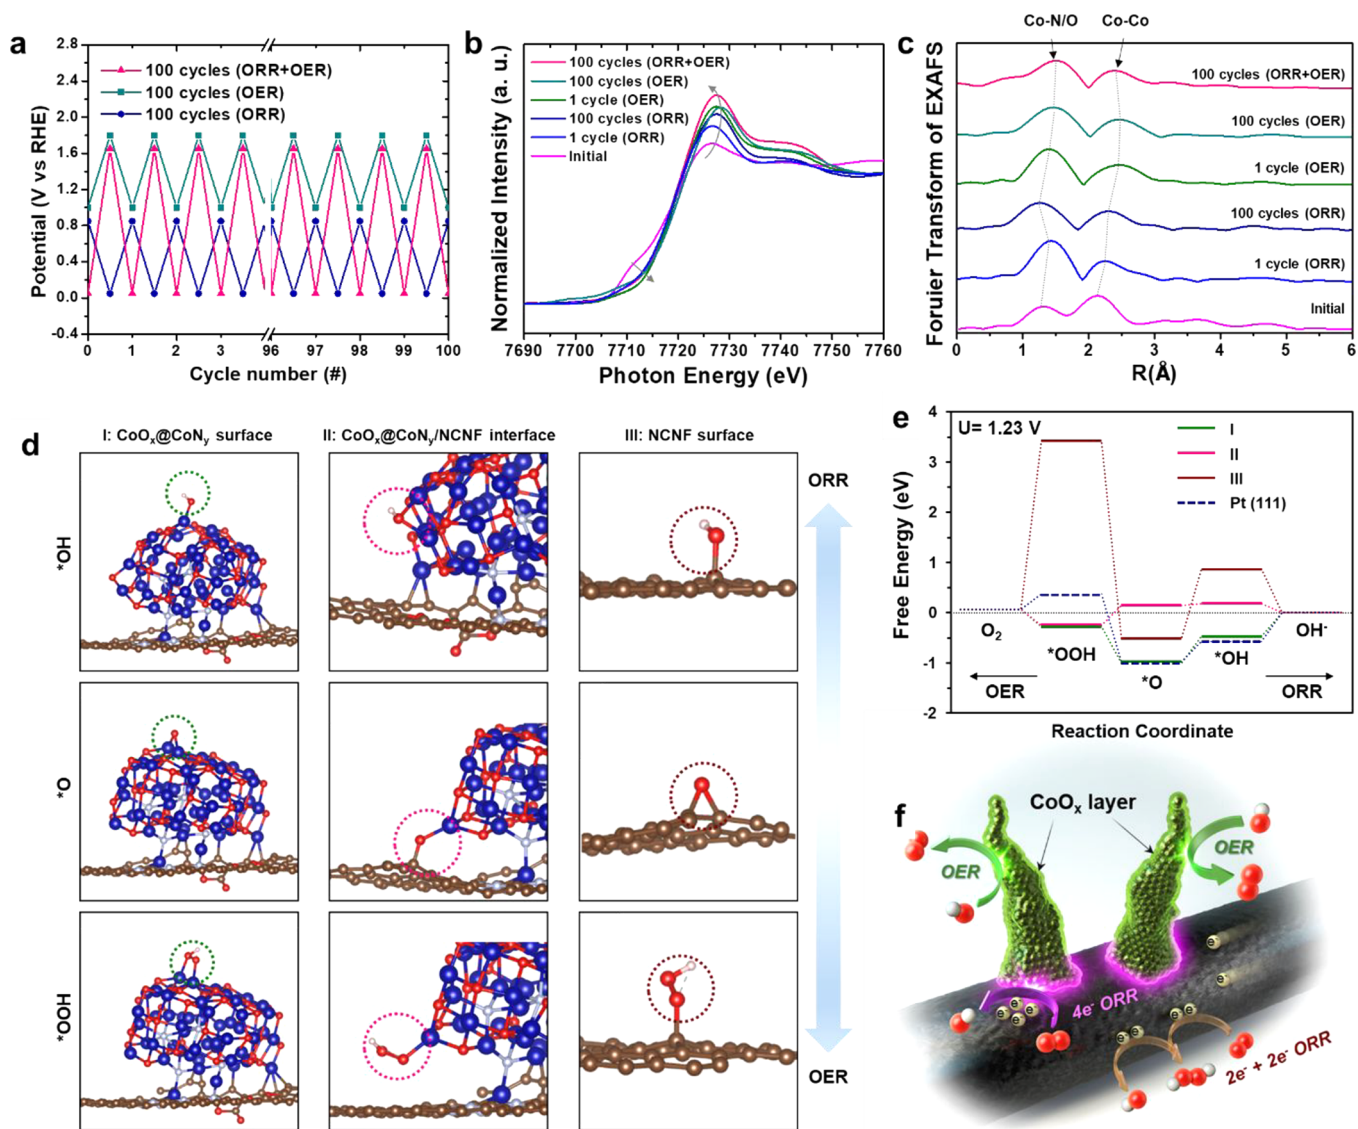 a
Potential (V vs RHE)
2.8
2.4
2.0
1.6
1.2
0.8
0.4
0.0
-0.4
100 cycles (ORR+OER)
100 cycles (OER)
100 cycles (ORR)
0 1 2 3 96 97 98 99 100
Cycle number (#)
b
Normalized Intensity (a. u.)
100 cycles (ORR+OER)
100 cycles (OER)
1 cycle (OER)
100 cycles (ORR)
1 cycle (ORR)
Initial
7690 7700 7710 7720 7730 7740 7750 7760
Photon Energy (eV)
c
Foruier Transform of EXAFS
Co-N/O Co-Co
100 cycles (ORR+OER)
100 cycles (OER)
1 cycle (OER)
100 cycles (ORR)
1 cycle (ORR)
Initial
0 1 2 3 4 5 6
R(Å)
d
I: CoOx@CoNy surface
II: CoOx@CoNy/NCNF interface
III: NCNF surface
*OH
*O
*OOH
ORR
OER
e
Free Energy (eV)
4
3
2
1
0
-1
-2
U= 1.23 V
I
II
III
Pt (111)
O2
*OOH
*O
*OH
OH-
OER
ORR
Reaction Coordinate
f
CoOx layer
OER
OER
4e- ORR
2e- + 2e- ORR
e-
e-
e-
e-
e-
e-
e-
e-
e-
e-